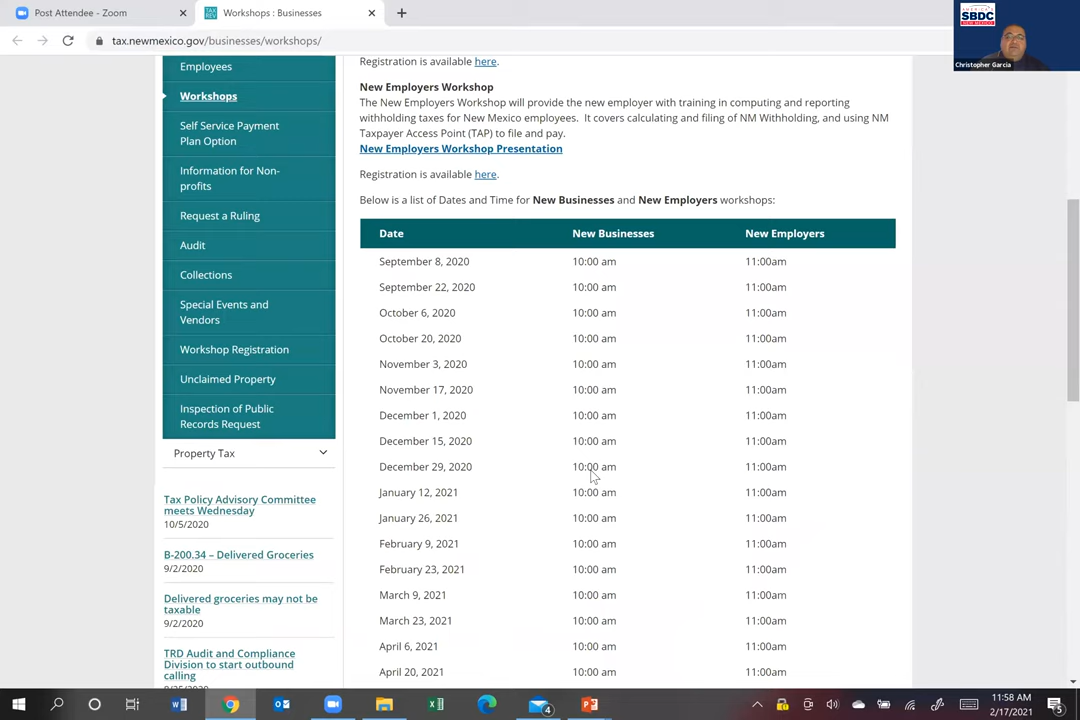 Post Attendee - Zoom
Workshops : Businesses
tax.newmexico.gov/businesses/workshops/
AMERICA'S
SBDC
NEW MEXICO
Christopher Garcia
Employees
Workshops
Self Service Payment
Plan Option
Information for Non-
profits
Request a Ruling
Audit
Collections
Special Events and
Vendors
Workshop Registration
Unclaimed Property
Inspection of Public
Records Request
Property Tax
Tax Policy Advisory Committee
meets Wednesday
10/5/2020
B-200.34 – Delivered Groceries
9/2/2020
Delivered groceries may not be
taxable
9/2/2020
TRD Audit and Compliance
Division to start outbound
calling
Registration is available here.
New Employers Workshop
The New Employers Workshop will provide the new employer with training in computing and reporting
withholding taxes for New Mexico employees. It covers calculating and filing of NM Withholding, and using NM
Taxpayer Access Point (TAP) to file and pay.
New Employers Workshop Presentation
Registration is available here.
Below is a list of Dates and Time for New Businesses and New Employers workshops:
Date New Businesses New Employers
September 8, 2020 10:00 am 11:00am
September 22, 2020 10:00 am 11:00am
October 6, 2020 10:00 am 11:00am
October 20, 2020 10:00 am 11:00am
November 3, 2020 10:00 am 11:00am
November 17, 2020 10:00 am 11:00am
December 1, 2020 10:00 am 11:00am
December 15, 2020 10:00 am 11:00am
December 29, 2020 10:00 am 11:00am
January 12, 2021 10:00 am 11:00am
January 26, 2021 10:00 am 11:00am
February 9, 2021 10:00 am 11:00am
February 23, 2021 10:00 am 11:00am
March 9, 2021 10:00 am 11:00am
March 23, 2021 10:00 am 11:00am
April 6, 2021 10:00 am 11:00am
April 20, 2021 10:00 am 11:00am
4
11:58 AM
2/17/2021
5